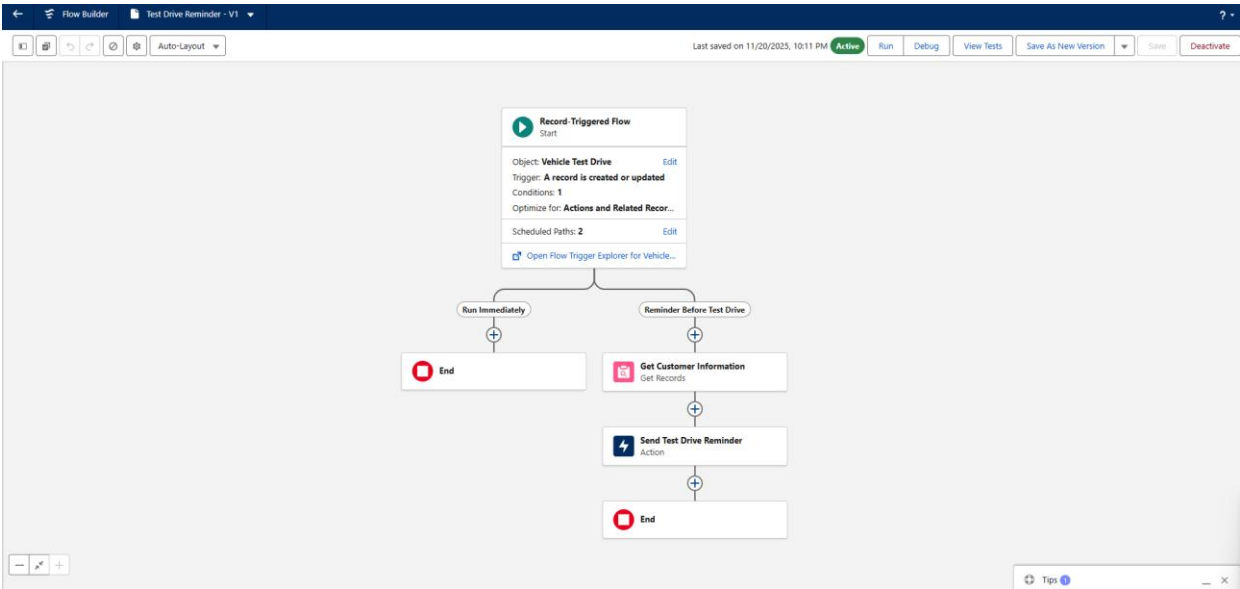 Flow Builder
Test Drive Reminder - V1
?
Auto-Layout
Last saved on 11/20/2025, 10:11 PM
Active
Run
Debug
View Tests
Save As New Version
Save
Deactivate
Record-Triggered Flow
Start
Object: Vehicle Test Drive
Edit
Trigger: A record is created or updated
Conditions: 1
Optimize for: Actions and Related Recor...
Scheduled Paths: 2
Edit
Open Flow Trigger Explorer for Vehicle...
Run Immediately
Reminder Before Test Drive
End
Get Customer Information
Get Records
Send Test Drive Reminder
Action
End
Tips 1